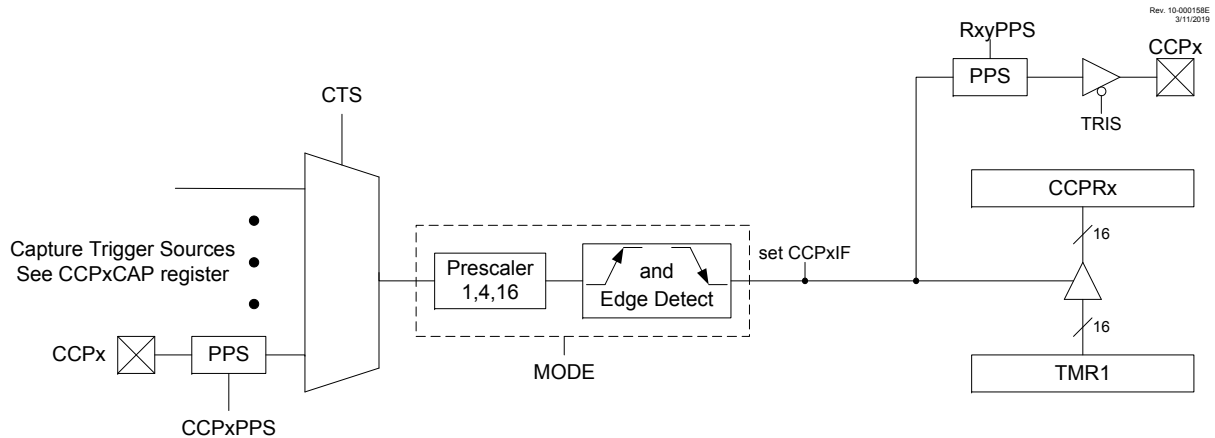 Rev. 10-000158E
3/11/2019
RxyPPS
CCPx
PPS
TRIS
CTS
CCPRx
16
Capture Trigger Sources
See CCPxCAP register
set CCPxIF
Prescaler
1,4,16
and
Edge Detect
16
CCPx
PPS
MODE
TMR1
CCPxPPS